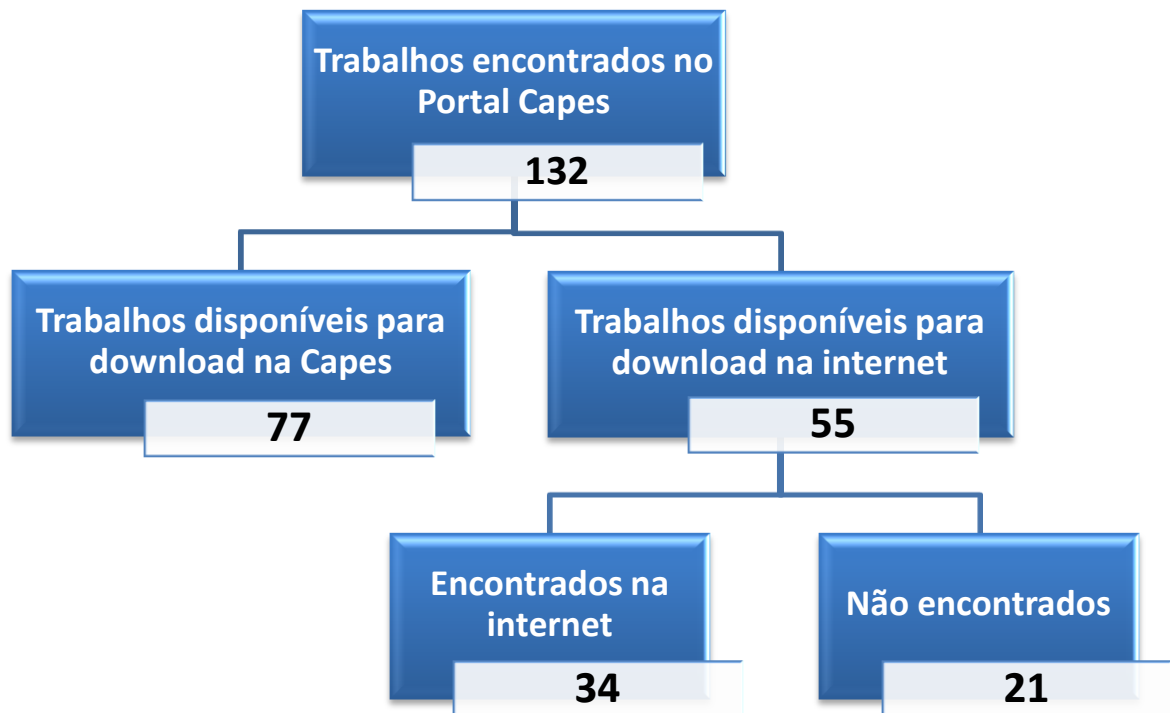 Trabalhos encontrados no
Portal Capes
132
Trabalhos disponíveis para
download na Capes
77
Trabalhos disponíveis para
download na internet
55
Encontrados na
internet
34
Não encontrados
21